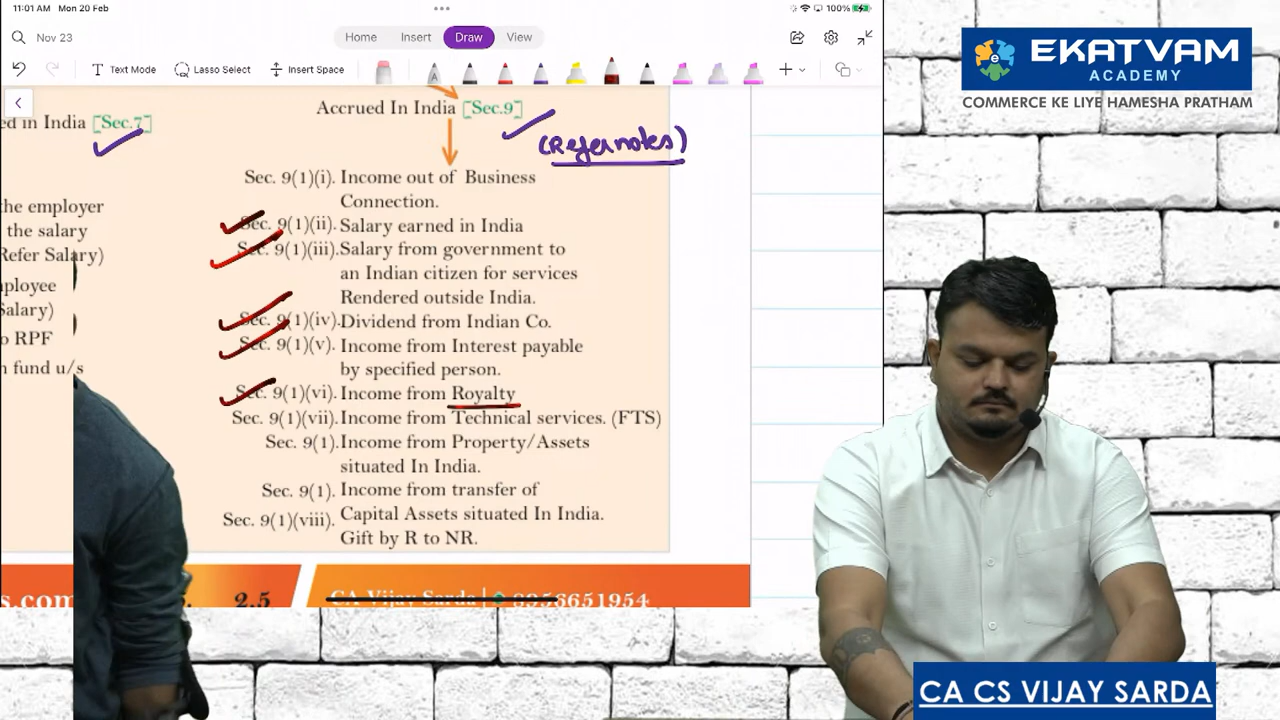 11:01 AM Mon 20 Feb
100%
Nov 23
Home Insert Draw View
Text Mode Lasso Select Insert Space
EKATVAM
ACADEMY
COMMERCE KE LIYE HAMESHA PRATHAM
ed in India [Sec.7]
the employer
the salary
Refer Salary)
ployee
Salary)
o RPF
n fund u/s
Accrued In India [Sec.9]
(Refer notes)
Sec. 9(1)(i). Income out of Business
Connection.
Sec. 9(1)(ii). Salary earned in India
Sec. 9(1)(iii). Salary from government to
an Indian citizen for services
Rendered outside India.
Sec. 9(1)(iv). Dividend from Indian Co.
Sec. 9(1)(v). Income from Interest payable
by specified person.
Sec. 9(1)(vi). Income from Royalty
Sec. 9(1)(vii). Income from Technical services. (FTS)
Sec. 9(1). Income from Property/Assets
situated In India.
Sec. 9(1). Income from transfer of
Sec. 9(1)(viii). Capital Assets situated In India.
Gift by R to NR.
s.com 2.5 CA Vijay Sarda | 8956651954
CA CS VIJAY SARDA